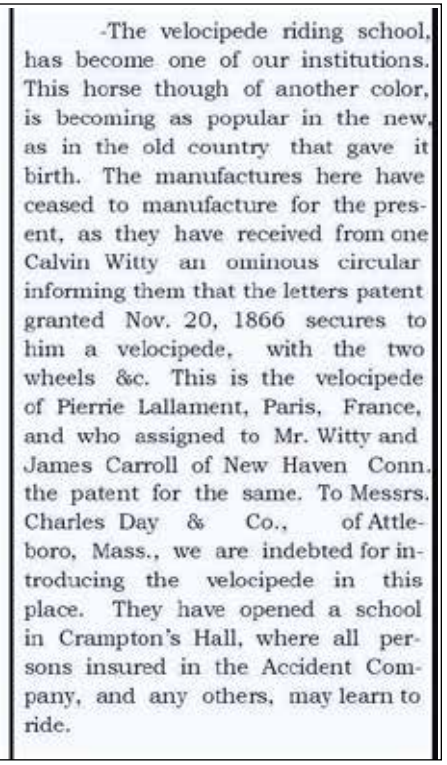 -The velocipede riding school,
has become one of our institutions.
This horse though of another color,
is becoming as popular in the new,
as in the old country that gave it
birth. The manufactures here have
ceased to manufacture for the pres-
ent, as they have received from one
Calvin Witty an ominous circular
informing them that the letters patent
granted Nov. 20, 1866 secures to
him a velocipede, with the two
wheels &c. This is the velocipede
of Pierrie Lallament, Paris, France,
and who assigned to Mr. Witty and
James Carroll of New Haven Conn.
the patent for the same. To Messrs.
Charles Day & Co., of Attle-
boro, Mass., we are indebted for in-
troducing the velocipede in this
place. They have opened a school
in Crampton's Hall, where all per-
sons insured in the Accident Com-
pany, and any others, may learn to
ride.